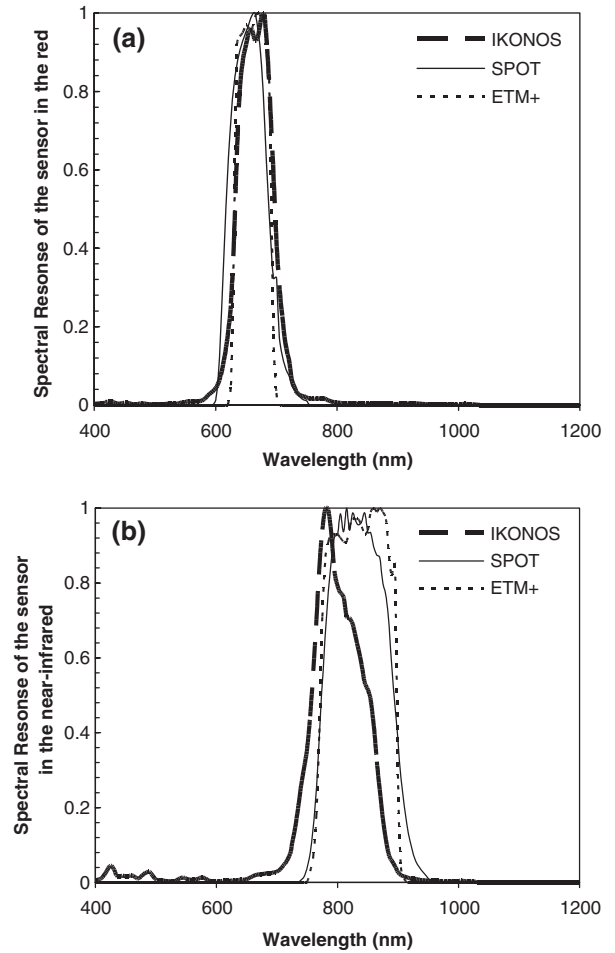 (a)
IKONOS
SPOT
ETM+
Spectral Resonse of the sensor in the red
1
0.8
0.6
0.4
0.2
0
400
600
800
1000
1200
Wavelength (nm)
(b)
IKONOS
SPOT
ETM+
Spectral Resonse of the sensor
in the near-infrared
1
0.8
0.6
0.4
0.2
0
400
600
800
1000
1200
Wavelength (nm)